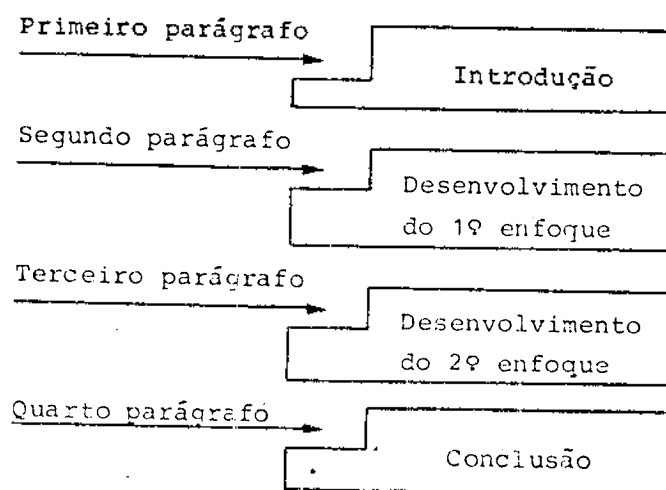 Primeiro parágrafo
Introdução
Segundo parágrafo
Desenvolvimento
do 1º enfoque
Terceiro parágrafo
Desenvolvimento
do 2º enfoque
Quarto parágrafo
Conclusão